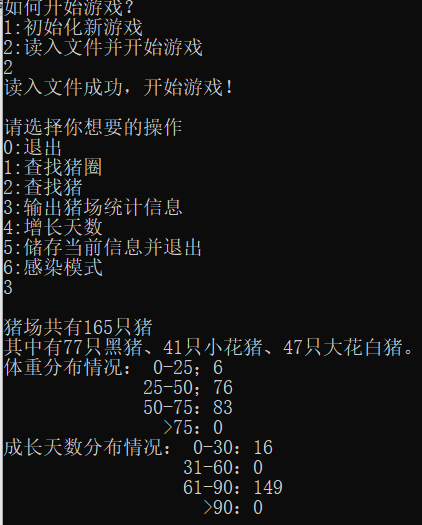 如何开始游戏?
1:初始化新游戏
2:读入文件并开始游戏
2
读入文件成功，开始游戏!
请选择你想要的操作
0:退出
1:查找猪圈
2:查找猪
3:输出猪场统计信息
4:增长天数
5:储存当前信息并退出
6:感染模式
3
猪场共有165只猪
其中有77只黑猪、41只小花猪、47只大花白猪。
体重分布情况： 0-25；6
25-50；76
50-75：83
>75：0
成长天数分布情况： 0-30：16
31-60：0
61-90：149
>90：0